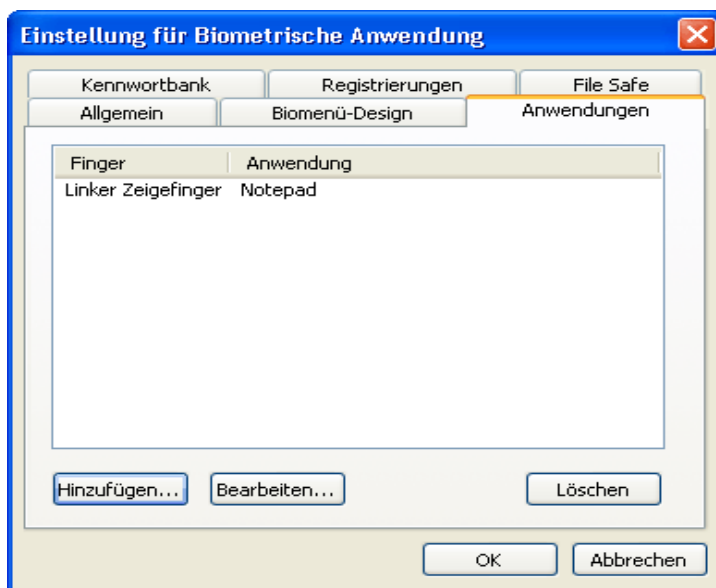 Einstellung für Biometrische Anwendung
Kennwortbank Registrierungen File Safe
Allgemein Biomenü-Design Anwendungen
Finger Anwendung
Linker Zeigefinger Notepad
Hinzufügen... Bearbeiten... Löschen
OK Abbrechen